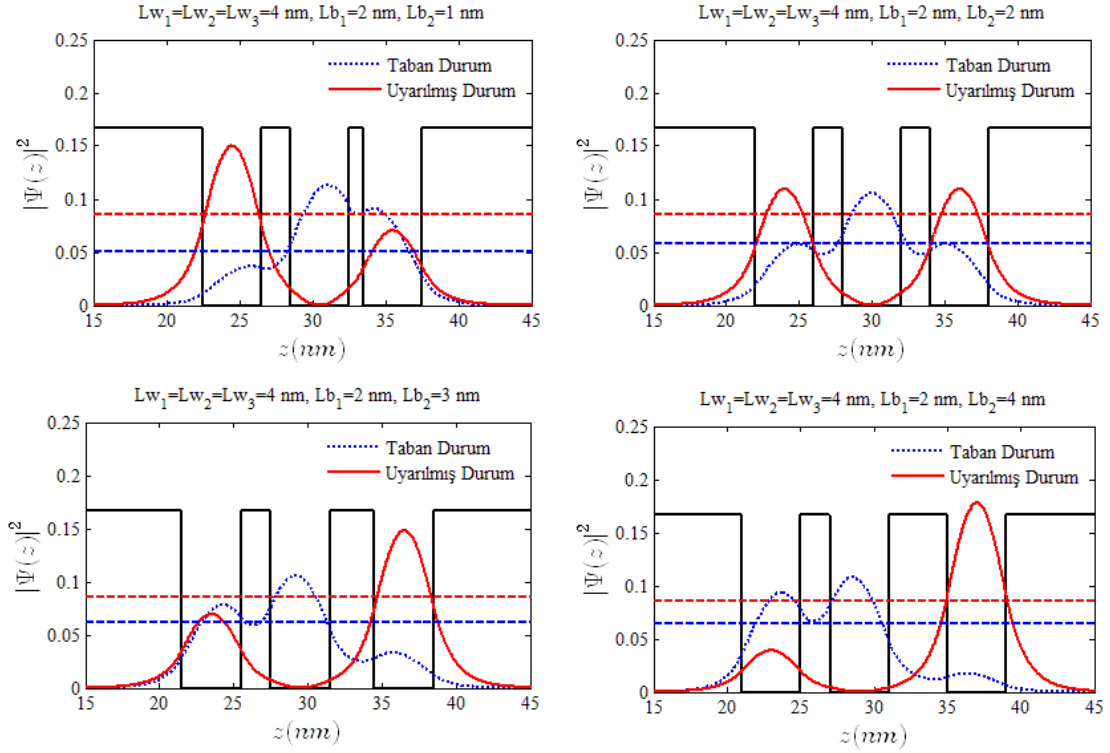 Lw1=Lw2=Lw3=4 nm, Lb1=2 nm, Lb2=1 nm
0.25
0.2
0.15
0.1
0.05
0
|Ψ(z)|²
Taban Durum
Uyarılmış Durum
15 20 25 30 35 40 45
z(nm)
Lw1=Lw2=Lw3=4 nm, Lb1=2 nm, Lb2=2 nm
0.25
0.2
0.15
0.1
0.05
0
|Ψ(z)|²
Taban Durum
Uyarılmış Durum
15 20 25 30 35 40 45
z(nm)
Lw1=Lw2=Lw3=4 nm, Lb1=2 nm, Lb2=3 nm
0.25
0.2
0.15
0.1
0.05
0
|Ψ(z)|²
Taban Durum
Uyarılmış Durum
15 20 25 30 35 40 45
z(nm)
Lw1=Lw2=Lw3=4 nm, Lb1=2 nm, Lb2=4 nm
0.25
0.2
0.15
0.1
0.05
0
|Ψ(z)|²
Taban Durum
Uyarılmış Durum
15 20 25 30 35 40 45
z(nm)